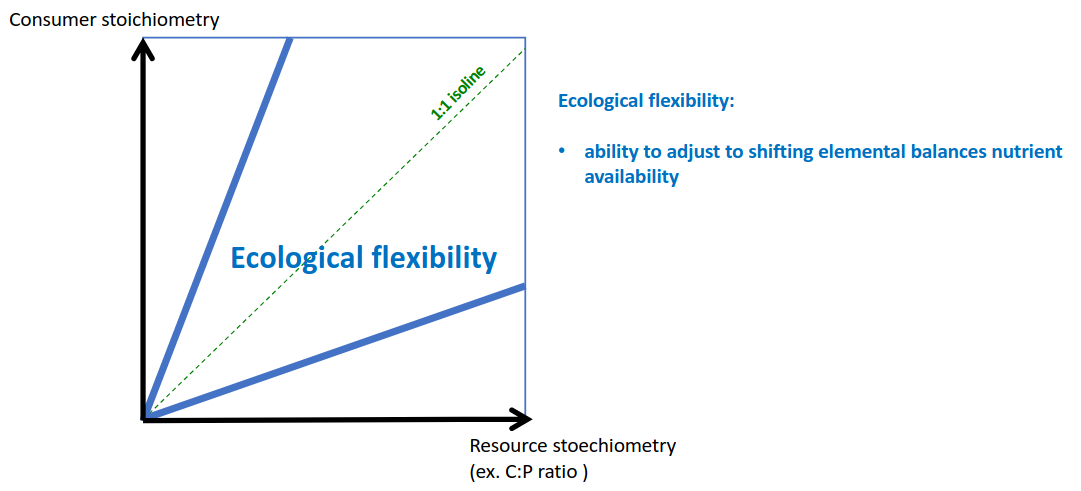 Consumer stoichiometry
1:1 isoline
Ecological flexibility:
• ability to adjust to shifting elemental balances nutrient
availability
Ecological flexibility
Resource stoechiometry
(ex. C:P ratio )